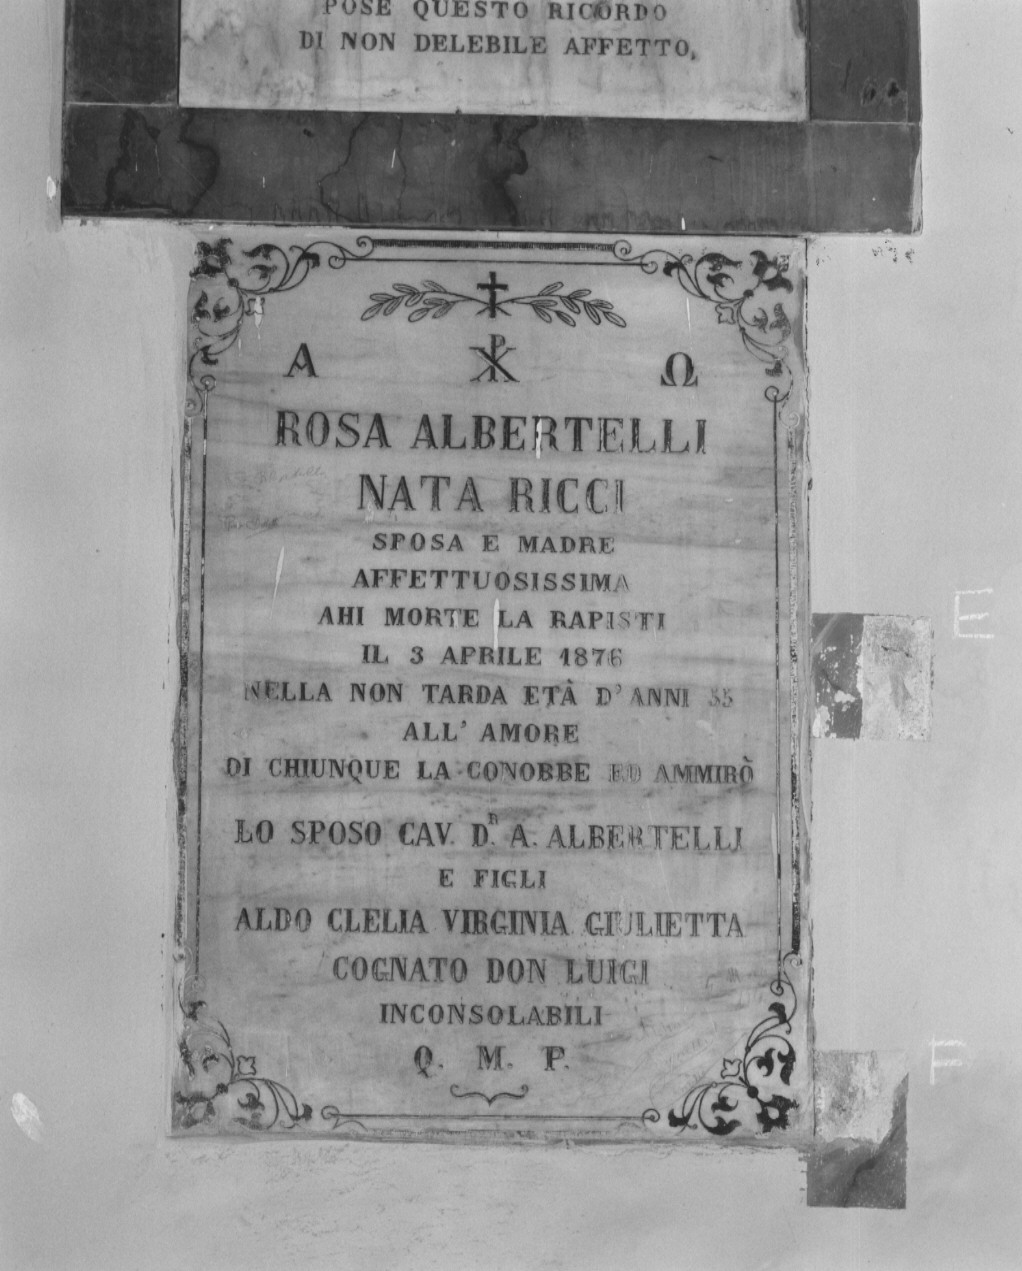 POSE QUESTO RICORDO
DI NON DELEBILE AFFETTO.
Α ☧ Ω
ROSA ALBERTELLI
NATA RICCI
SPOSA E MADRE
AFFETTUOSISSIMA
AHI MORTE LA RAPISTI
IL 3 APRILE 1876
NELLA NON TARDA ETÀ D' ANNI 35
ALL' AMORE
DI CHIUNQUE LA CONOBBE ED AMMIRÒ
LO SPOSO CAV. D.R A. ALBERTELLI
E FIGLI
ALDO CLELIA VIRGINIA GIULIETTA
COGNATO DON LUIGI
INCONSOLABILI
Q. M. P.
E
F